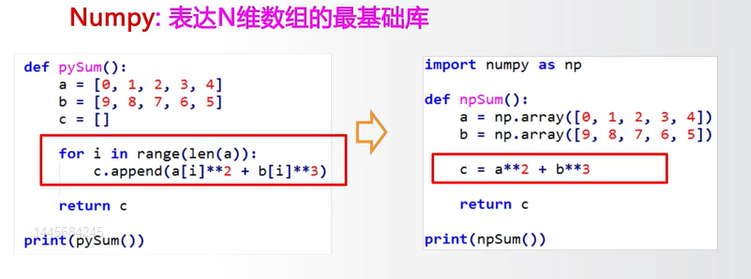 Numpy: 表达N维数组的最基础库
def pySum():
    a = [0, 1, 2, 3, 4]
    b = [9, 8, 7, 6, 5]
    c = []
    for i in range(len(a)):
        c.append(a[i]**2 + b[i]**3)
    return c
print(pySum())
1445684245
import numpy as np
def npSum():
    a = np.array([0, 1, 2, 3, 4])
    b = np.array([9, 8, 7, 6, 5])
    c = a**2 + b**3
    return c
print(npSum())